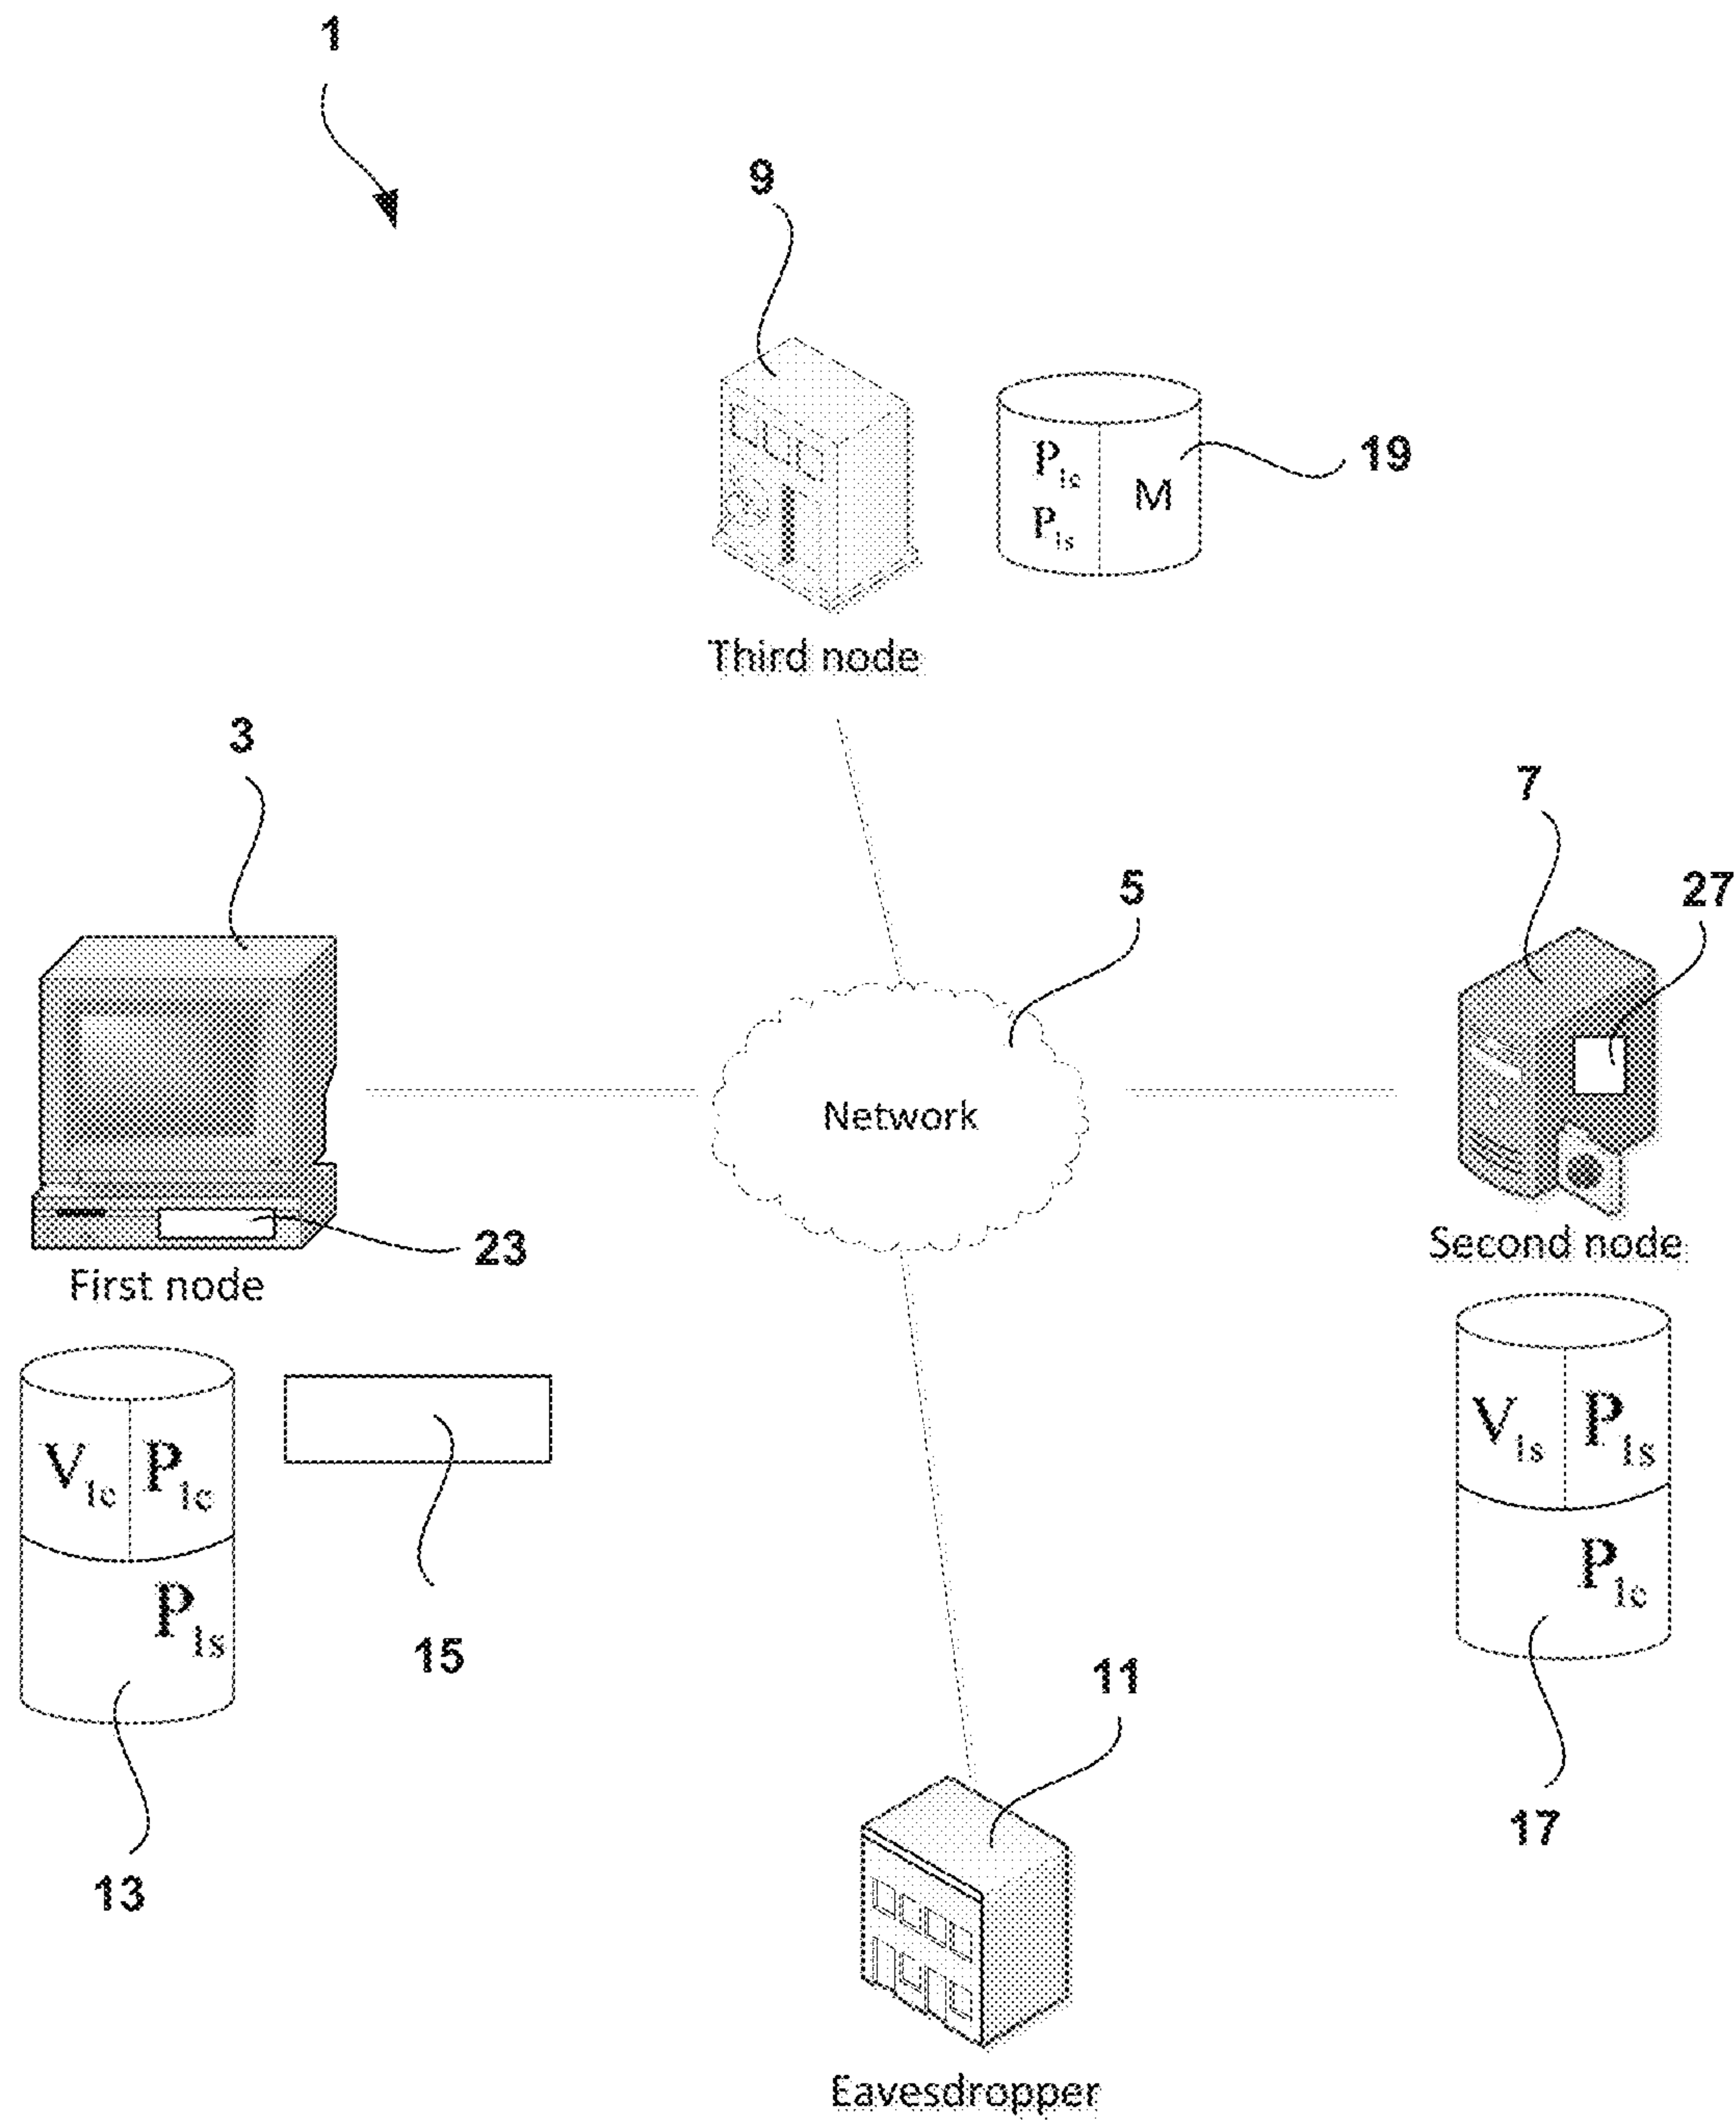 1
9
P1c
P1s
M
19
Third node
3
7
5
27
Network
23
First node
Second node
V1c
P1c
P1s
V1s
P1s
P1c
15
11
13
17
Eavesdropper